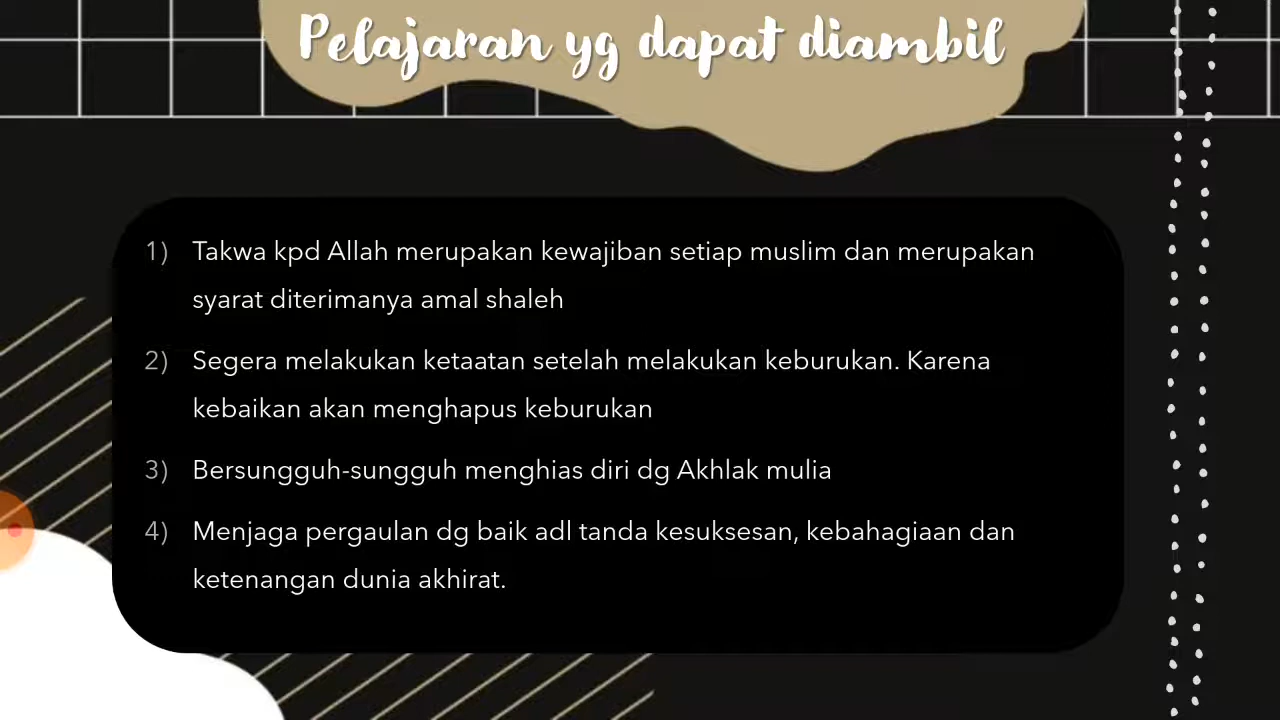 Pelajaran yg dapat diambil
1) Takwa kpd Allah merupakan kewajiban setiap muslim dan merupakan
syarat diterimanya amal shaleh
2) Segera melakukan ketaatan setelah melakukan keburukan. Karena
kebaikan akan menghapus keburukan
3) Bersungguh-sungguh menghias diri dg Akhlak mulia
4) Menjaga pergaulan dg baik adl tanda kesuksesan, kebahagiaan dan
ketenangan dunia akhirat.